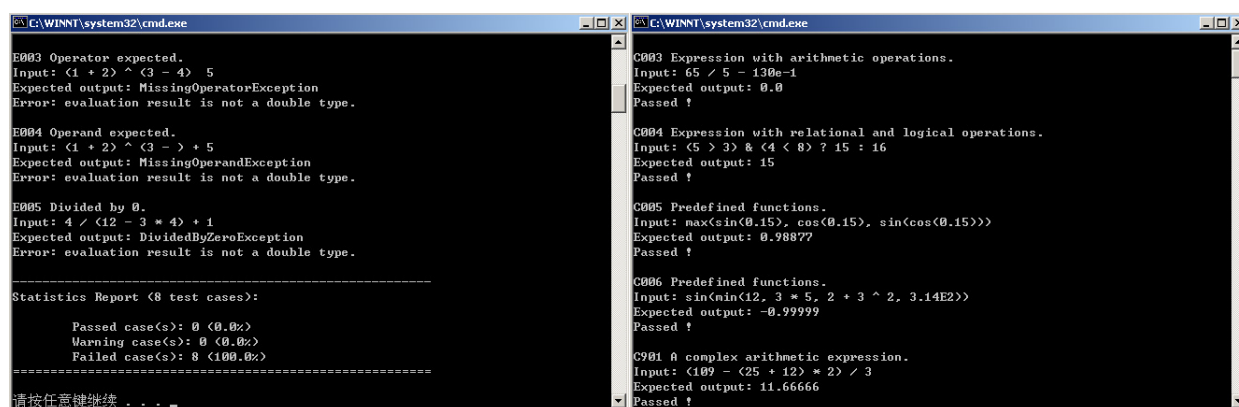 C:\WINNT\system32\cmd.exe
E003 Operator expected.
Input: (1 + 2) ^ (3 - 4)  5
Expected output: MissingOperatorException
Error: evaluation result is not a double type.
E004 Operand expected.
Input: (1 + 2) ^ (3 - ) + 5
Expected output: MissingOperandException
Error: evaluation result is not a double type.
E005 Divided by 0.
Input: 4 / (12 - 3 * 4) + 1
Expected output: DividedByZeroException
Error: evaluation result is not a double type.
--------------------------------------------------------
Statistics Report (8 test cases):
Passed case(s): 0 (0.0%)
Warning case(s): 0 (0.0%)
Failed case(s): 8 (100.0%)
========================================================
请按任意键继续 . . . _
C:\WINNT\system32\cmd.exe
C003 Expression with arithmetic operations.
Input: 65 / 5 - 130e-1
Expected output: 0.0
Passed !
C004 Expression with relational and logical operations.
Input: (5 > 3) & (4 < 8) ? 15 : 16
Expected output: 15
Passed !
C005 Predefined functions.
Input: max(sin(0.15), cos(0.15), sin(cos(0.15)))
Expected output: 0.98877
Passed !
C006 Predefined functions.
Input: sin(min(12, 3 * 5, 2 + 3 ^ 2, 3.14E2))
Expected output: -0.99999
Passed !
C901 A complex arithmetic expression.
Input: (109 - (25 + 12) * 2) / 3
Expected output: 11.66666
Passed !